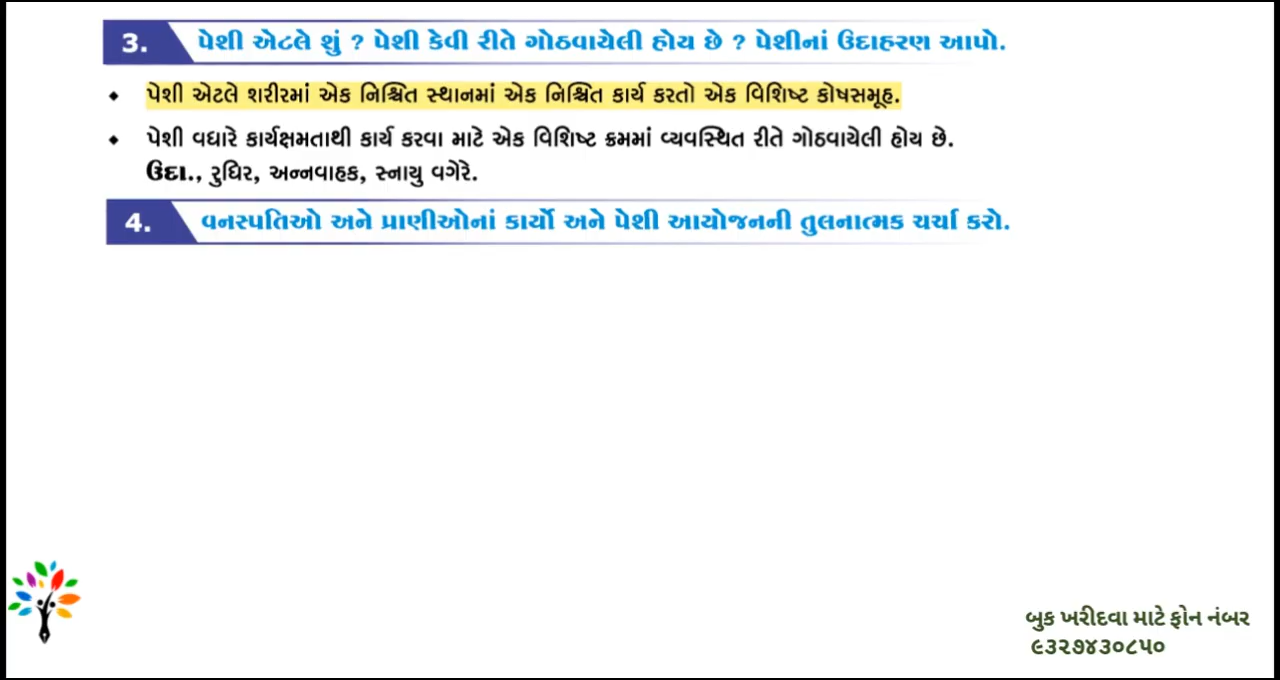 3. પેશી એટલે શું ? પેશી કેવી રીતે ગોઠવાયેલી હોય છે ? પેશીનાં ઉદાહરણ આપો.
♦ પેશી એટલે શરીરમાં એક નિશ્ચિત સ્થાનમાં એક નિશ્ચિત કાર્ય કરતો એક વિશિષ્ટ કોષસમૂહ.
♦ પેશી વધારે કાર્યક્ષમતાથી કાર્ય કરવા માટે એક વિશિષ્ટ ક્રમમાં વ્યવસ્થિત રીતે ગોઠવાયેલી હોય છે.
ઉદા., રુધિર, અન્નવાહક, સ્નાયુ વગેરે.
4. વનસ્પતિઓ અને પ્રાણીઓનાં કાર્યો અને પેશી આયોજનની તુલનાત્મક ચર્ચા કરો.
બુક ખરીદવા માટે ફોન નંબર
૯૩૨૭૪૩૦૮૫૦